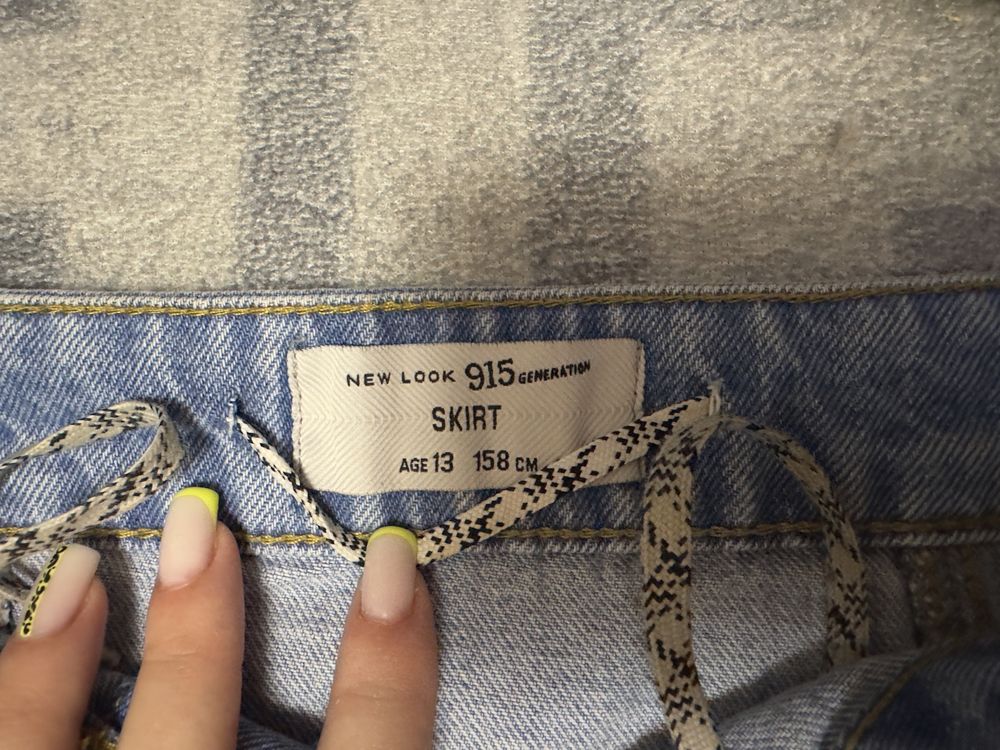 NEW LOOK 915 GENERATION
SKIRT
AGE 13 158 CM